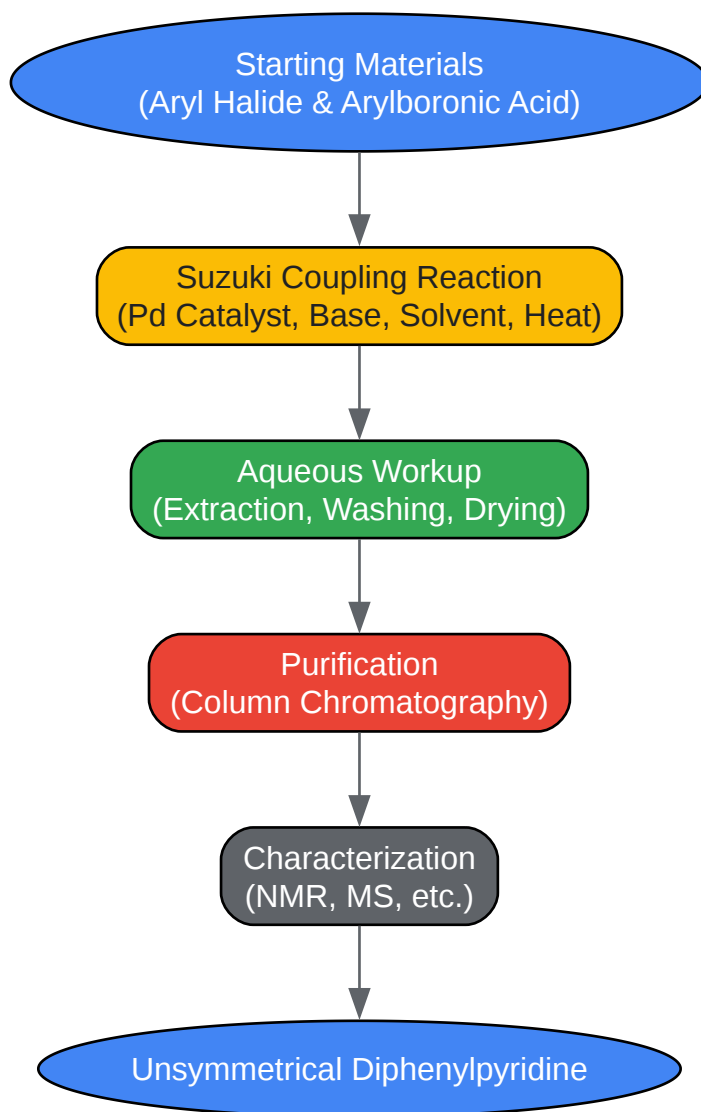 Starting Materials
(Aryl Halide & Arylboronic Acid)
Suzuki Coupling Reaction
(Pd Catalyst, Base, Solvent, Heat)
Aqueous Workup
(Extraction, Washing, Drying)
Purification
(Column Chromatography)
Characterization
(NMR, MS, etc.)
Unsymmetrical Diphenylpyridine